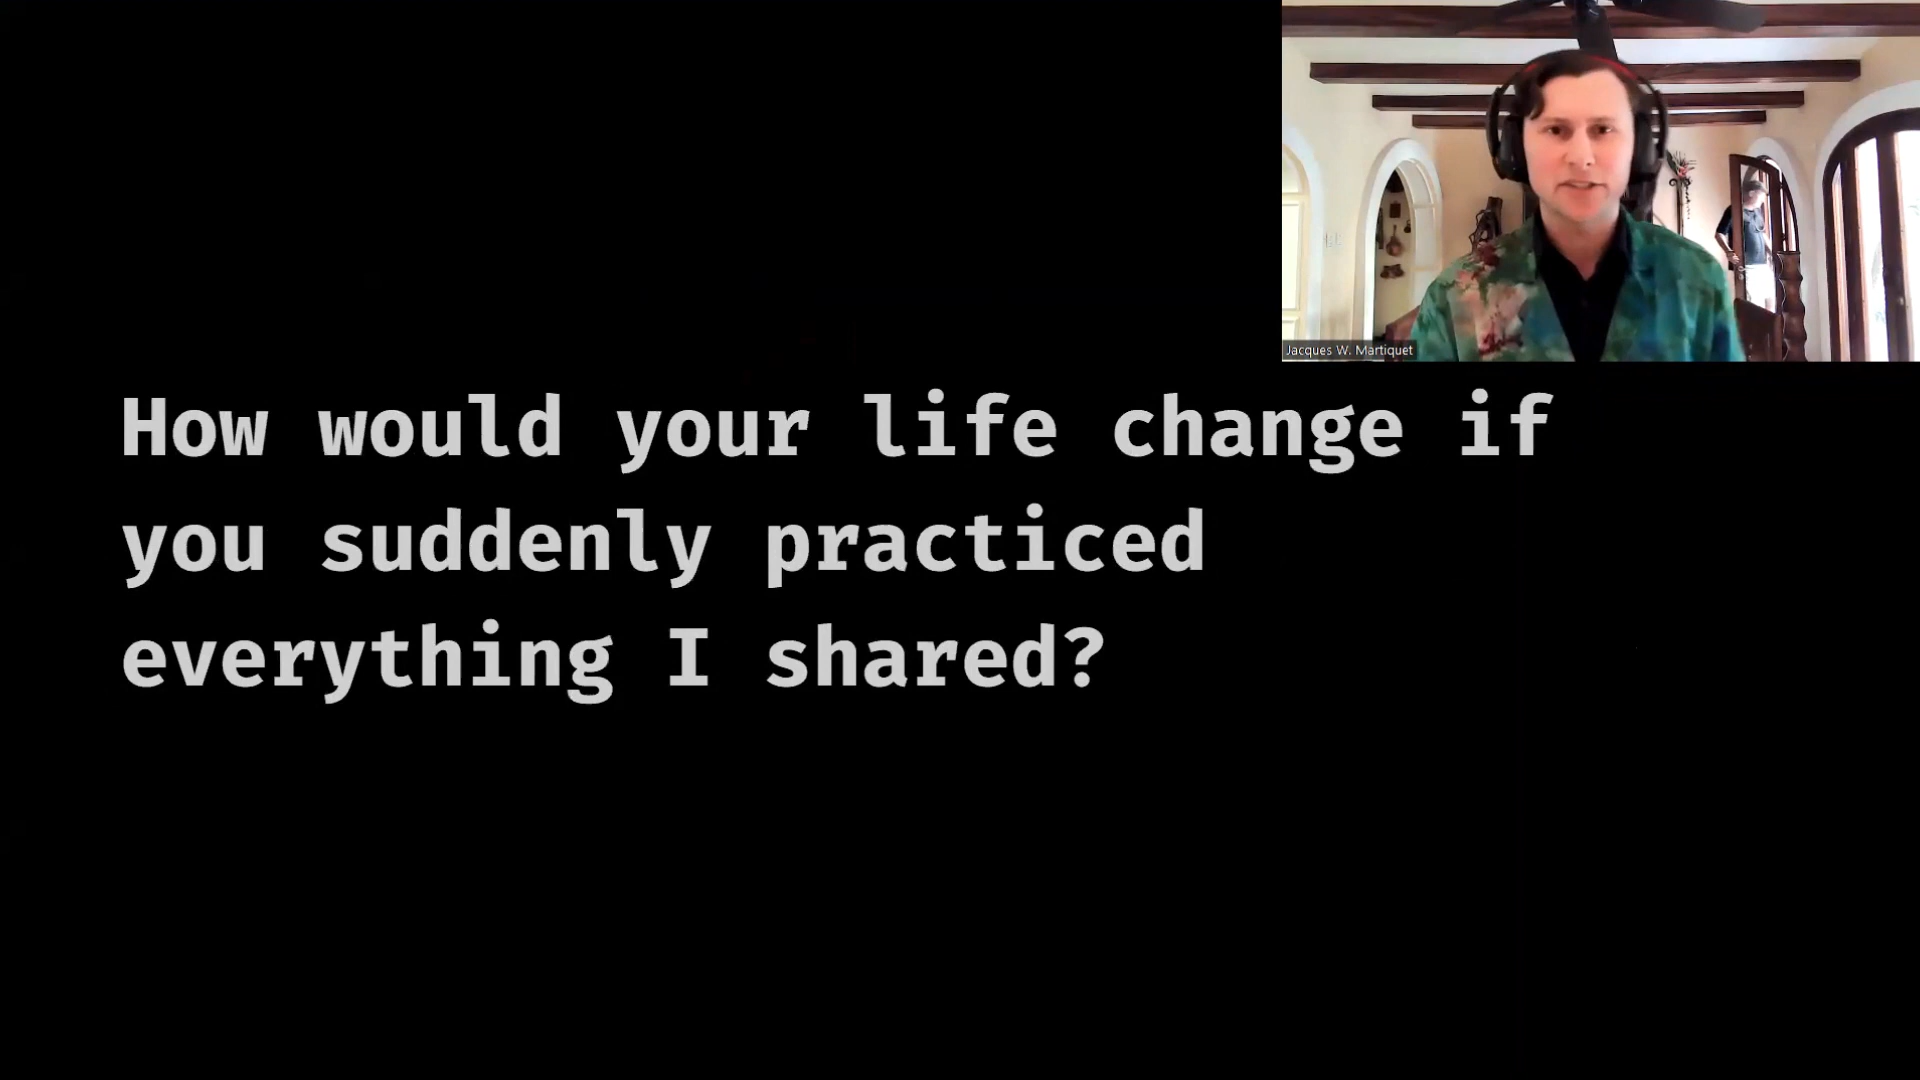 Jacques W. Martiquet
How would your life change if
you suddenly practiced
everything I shared?